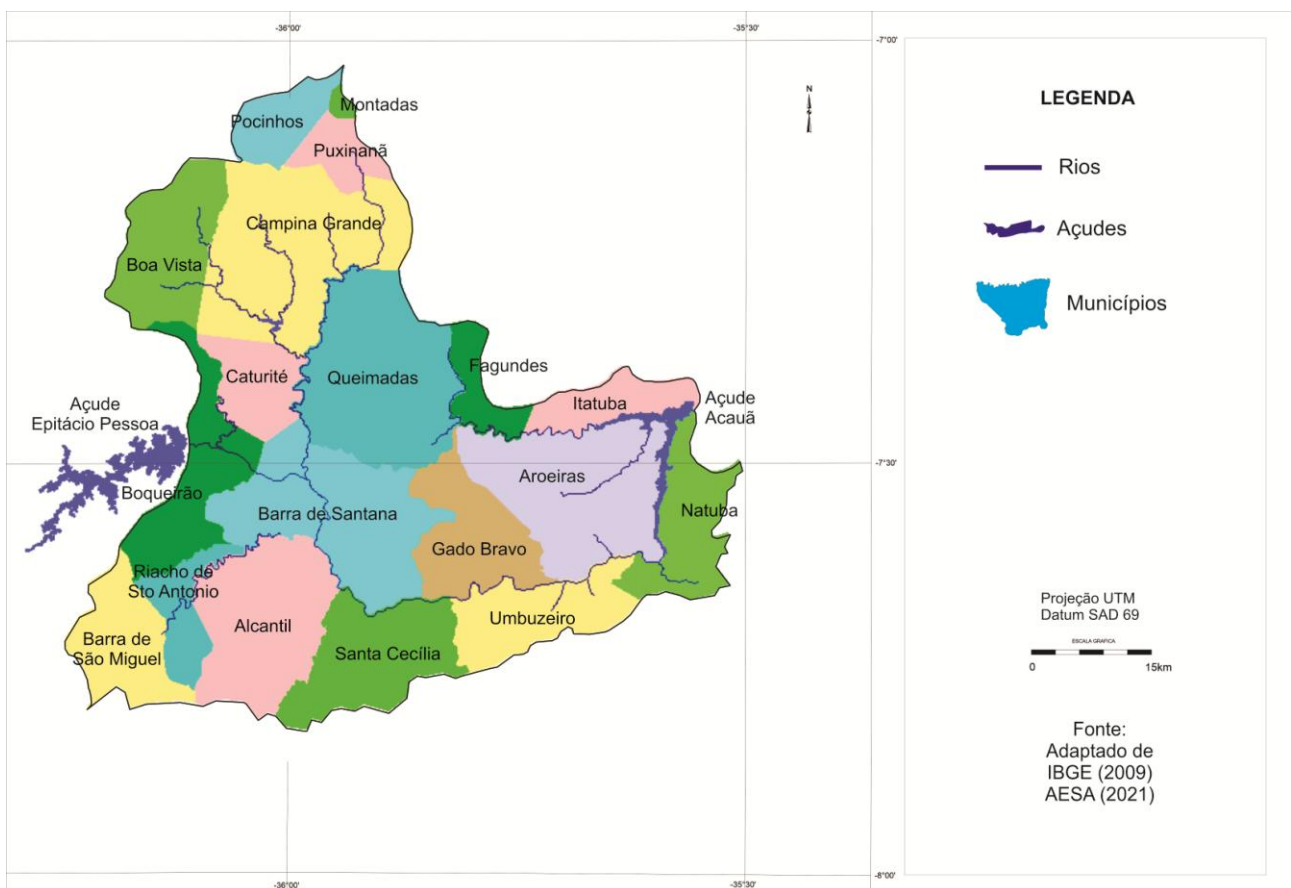 -36°00'
-35°30'
-7°00'
Montadas
Pocinhos
Puxinanã
Campina Grande
Boa Vista
Caturité
Queimadas
Fagundes
Itatuba
Açude
Acauã
Açude
Epitácio Pessoa
-7°30'
Aroeiras
Boqueirão
Barra de Santana
Natuba
Gado Bravo
Riacho de
Sto Antonio
Alcantil
Umbuzeiro
Barra de
São Miguel
Santa Cecília
-36°00'
-35°30'
-8°00'
N
LEGENDA
Rios
Açudes
Municípios
Projeção UTM
Datum SAD 69
ESCALA GRAFICA
0 15km
Fonte:
Adaptado de
IBGE (2009)
AESA (2021)